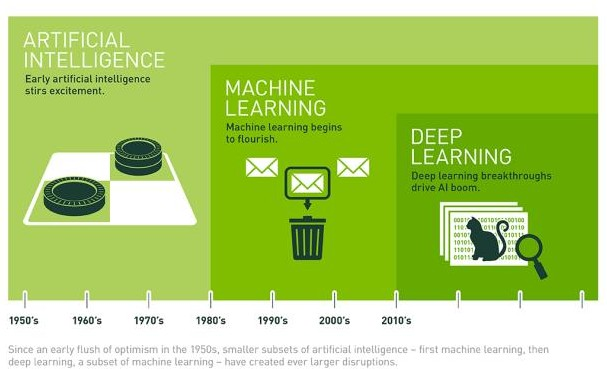 ARTIFICIAL
INTELLIGENCE
Early artificial intelligence
stirs excitement.
MACHINE
LEARNING
Machine learning begins
to flourish.
DEEP
LEARNING
Deep learning breakthroughs
drive AI boom.
1950's 1960's 1970's 1980's 1990's 2000's 2010's
Since an early flush of optimism in the 1950s, smaller subsets of artificial intelligence – first machine learning, then
deep learning, a subset of machine learning – have created ever larger disruptions.